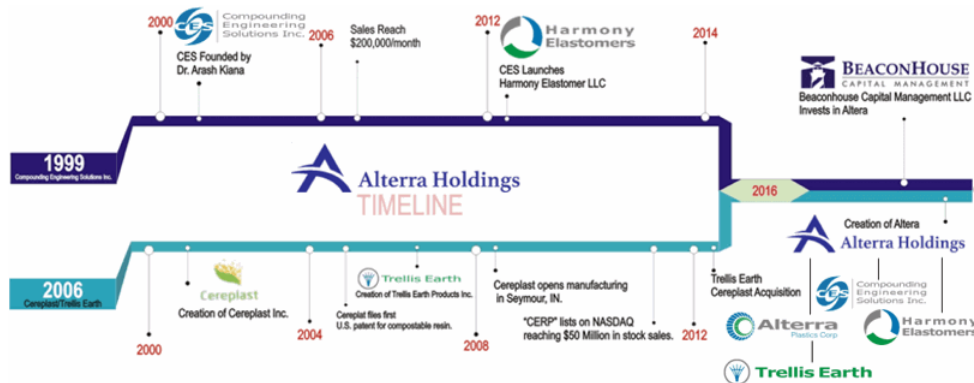 2000
CES
Compounding
Engineering
Solutions Inc.
CES Founded by
Dr. Arash Kiana
2006
Sales Reach
$200,000/month
2012
Harmony
Elastomers
CES Launches
Harmony Elastomer LLC
2014
BEACONHOUSE
CAPITAL MANAGEMENT
Beaconhouse Capital Management LLC
Invests in Altera
1999
Compounding Engineering Solutions Inc.
Alterra Holdings
TIMELINE
2016
2006
Cereplast/Trellis Earth
2000
Cereplast
Creation of Cereplast Inc.
2004
Cereplat files first
U.S. patent for compostable resin.
Trellis Earth
Creation of Trellis Earth Products Inc.
2008
Cereplast opens manufacturing
in Seymour, IN.
"CERP" lists on NASDAQ
reaching $50 Million in stock sales.
2012
Trellis Earth
Cereplast Acquisition
Creation of Altera
Alterra Holdings
CES
Compounding
Engineering
Solutions Inc.
Alterra
Plastics Corp
Harmony
Elastomers
Trellis Earth